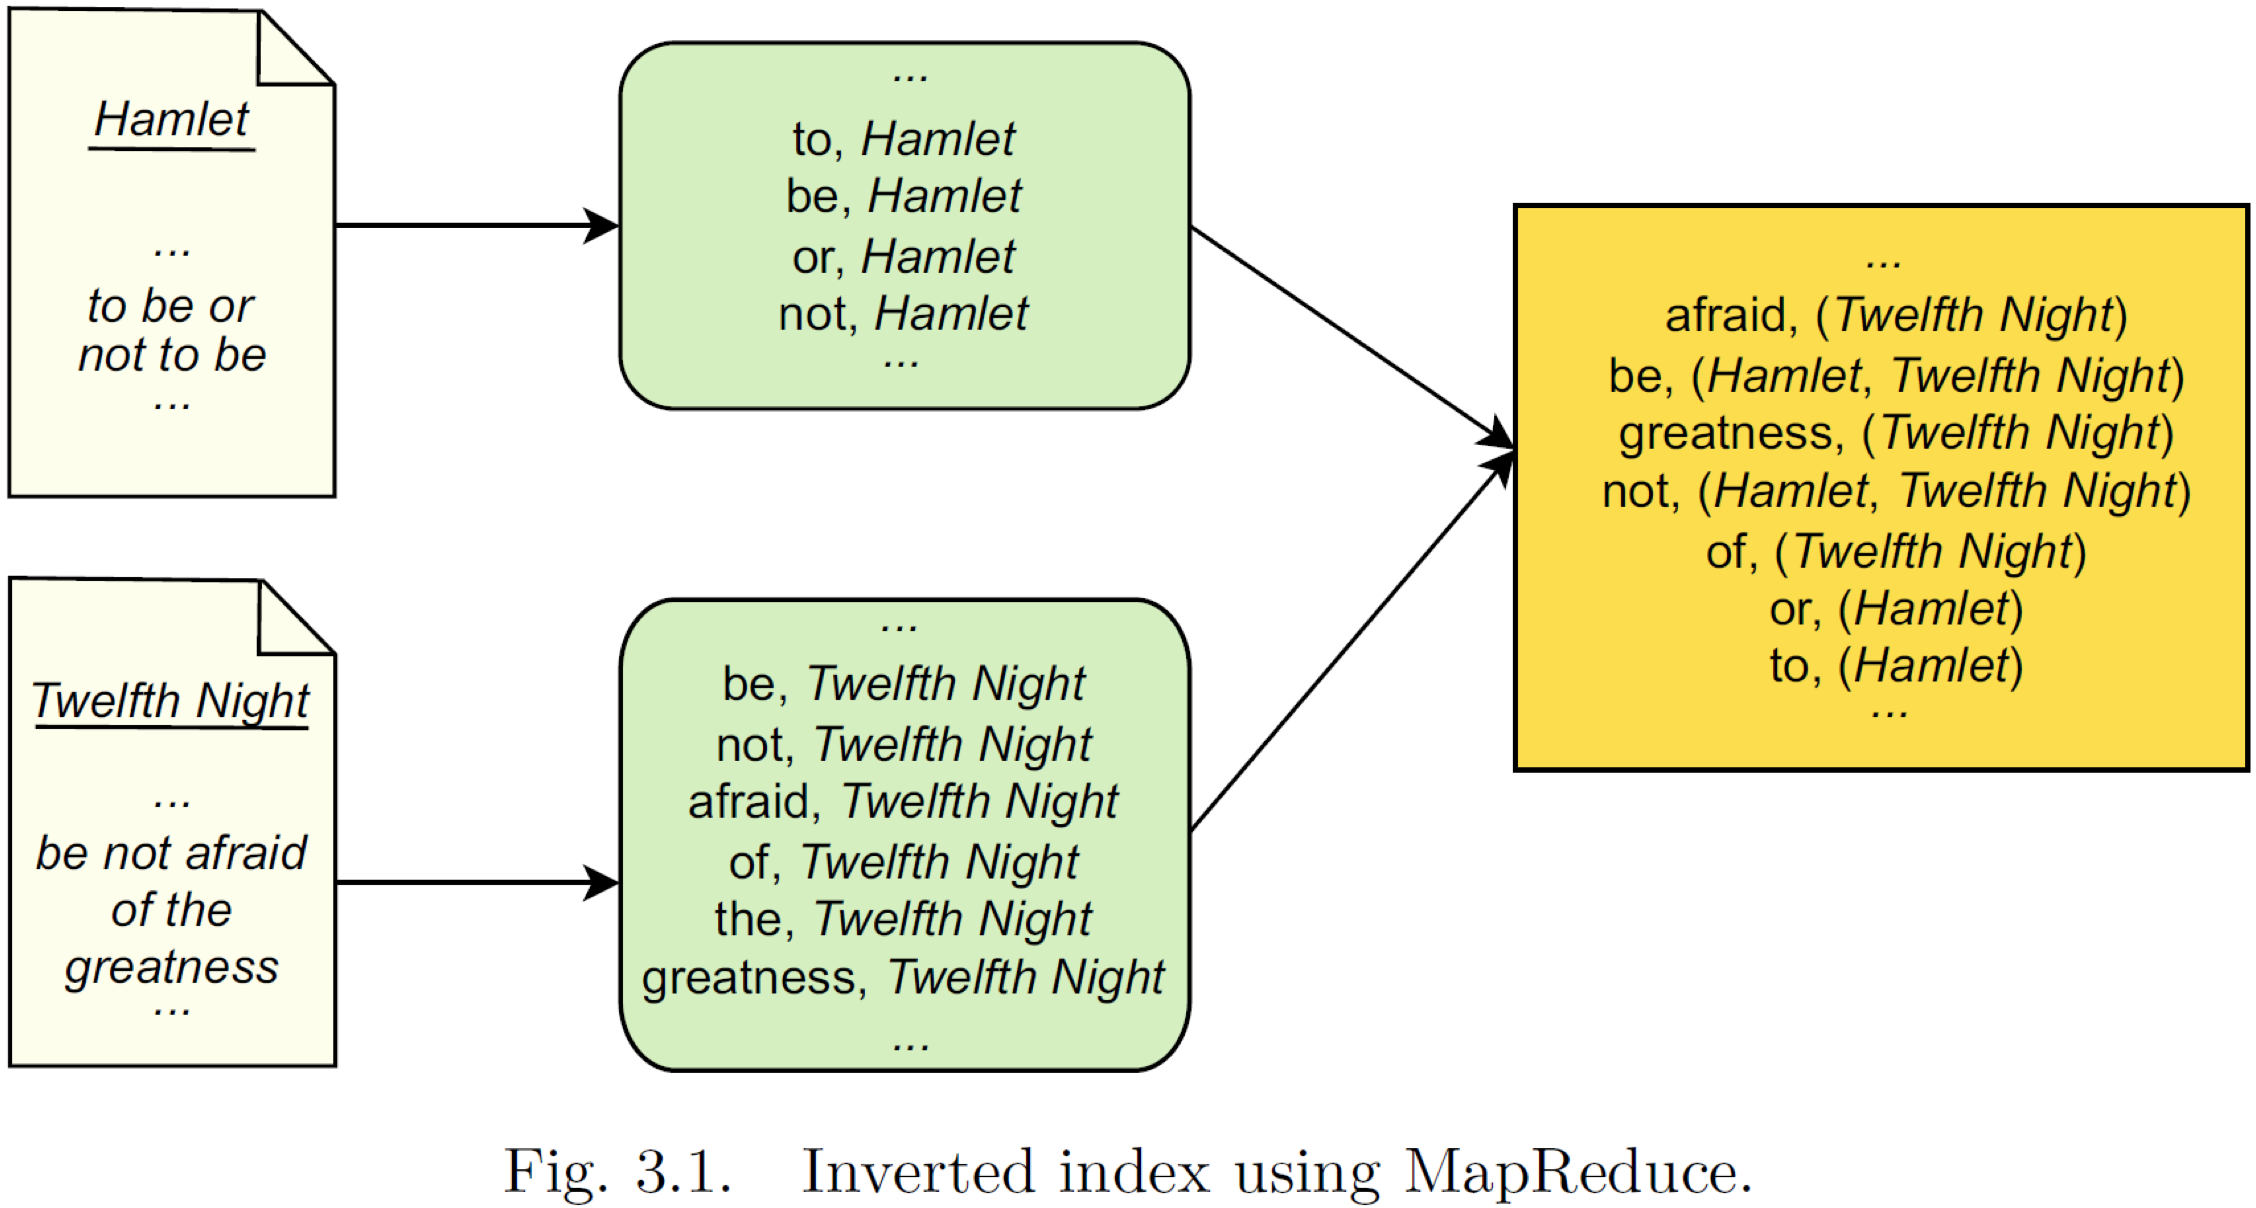 Hamlet
...
to be or
not to be
...
...
to, Hamlet
be, Hamlet
or, Hamlet
not, Hamlet
...
Twelfth Night
...
be not afraid
of the
greatness
...
...
be, Twelfth Night
not, Twelfth Night
afraid, Twelfth Night
of, Twelfth Night
the, Twelfth Night
greatness, Twelfth Night
...
...
afraid, (Twelfth Night)
be, (Hamlet, Twelfth Night)
greatness, (Twelfth Night)
not, (Hamlet, Twelfth Night)
of, (Twelfth Night)
or, (Hamlet)
to, (Hamlet)
...
Fig. 3.1. Inverted index using MapReduce.